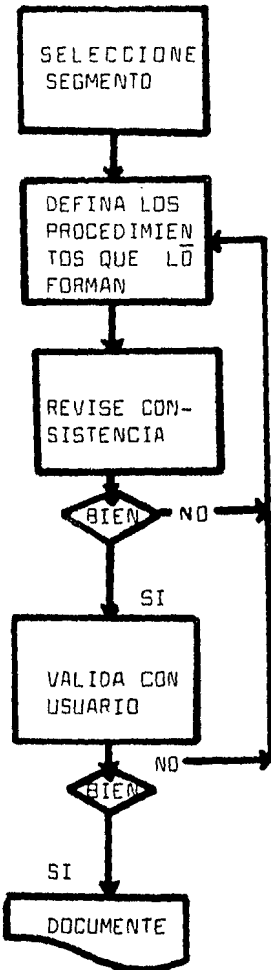 SELECCIONE
SEGMENTO
DEFINA LOS
PROCEDIMIEN
TOS QUE LO
FORMAN
REVISE CON-
SISTENCIA
BIEN NO
SI
VALIDA CON
USUARIO
NO
BIEN
SI
DOCUMENTE